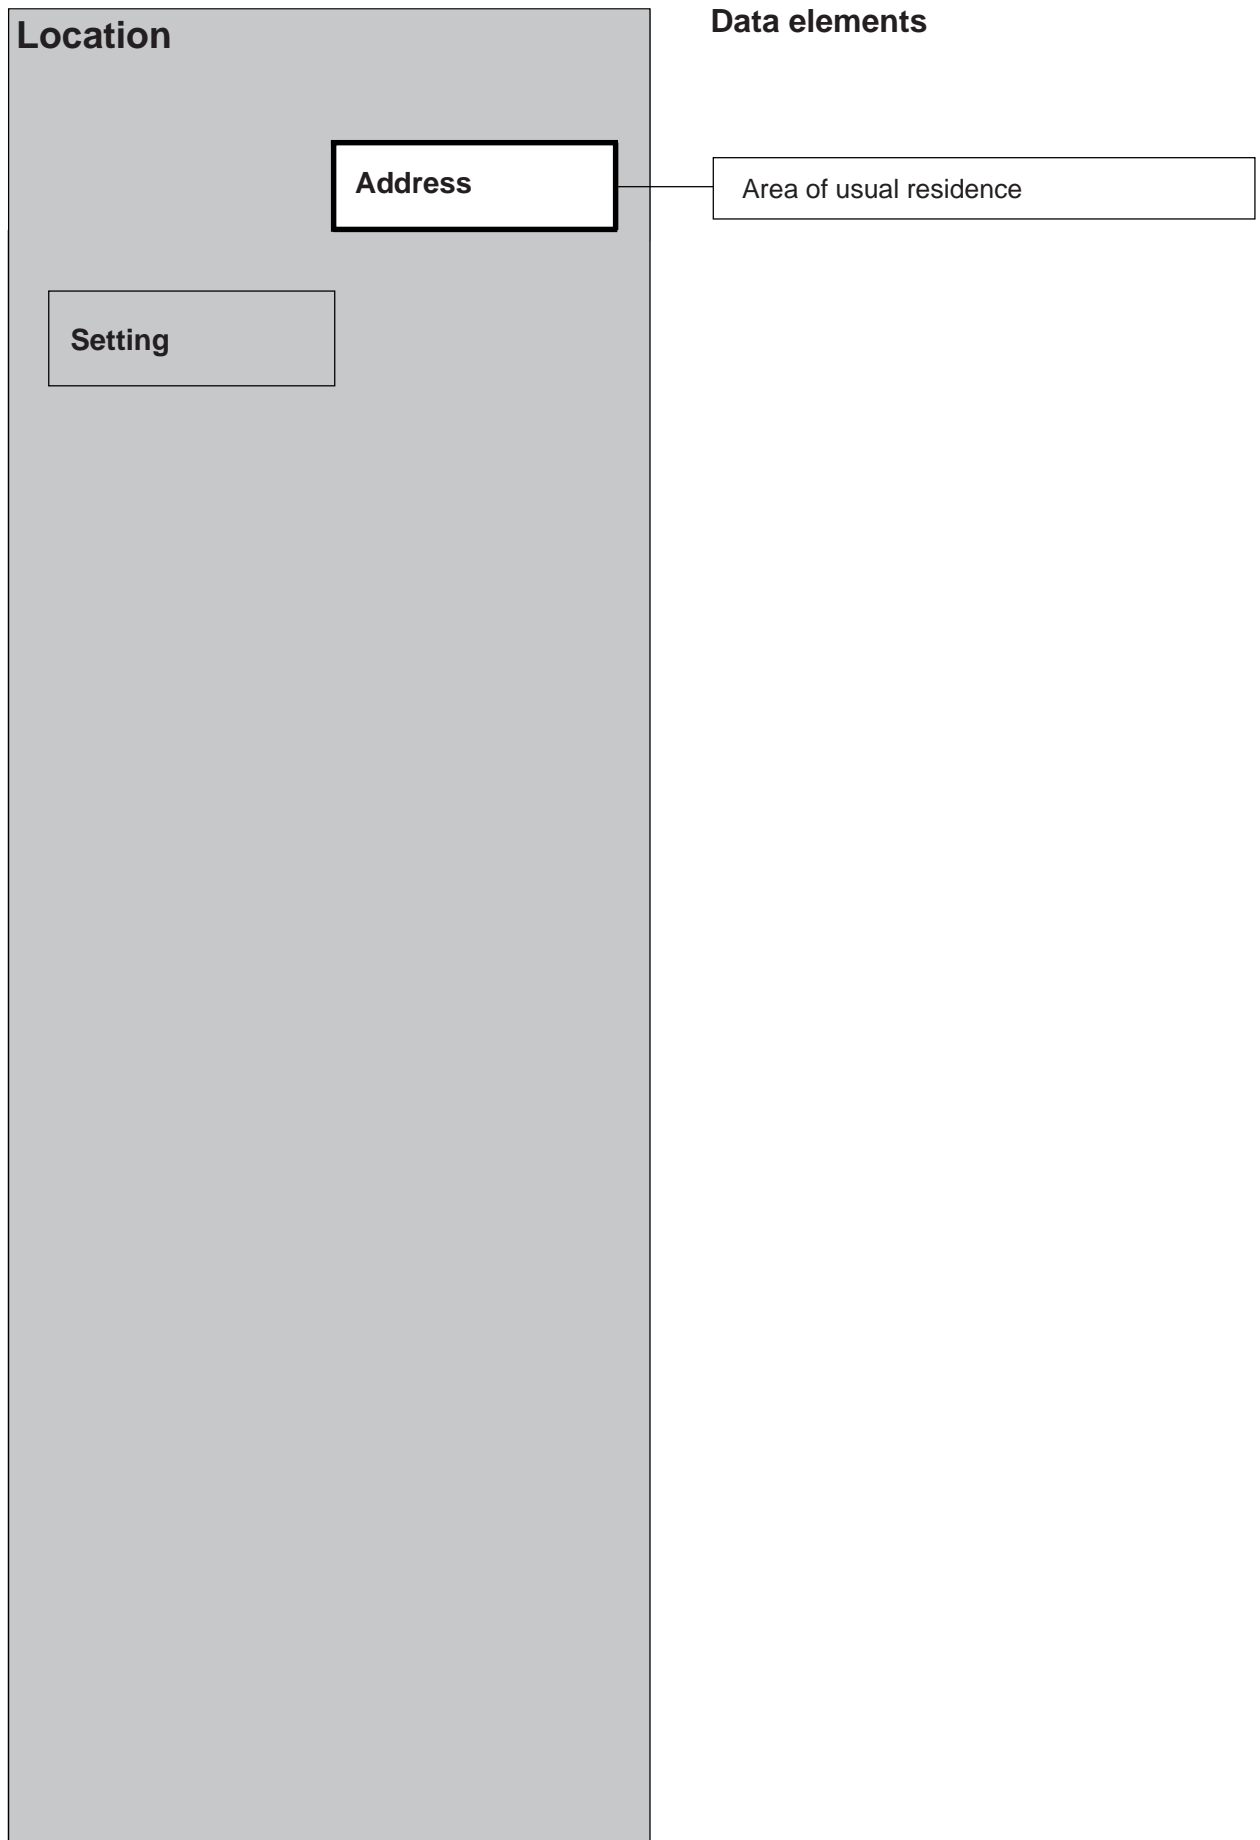 Location
Data elements
Address
Area of usual residence
Setting